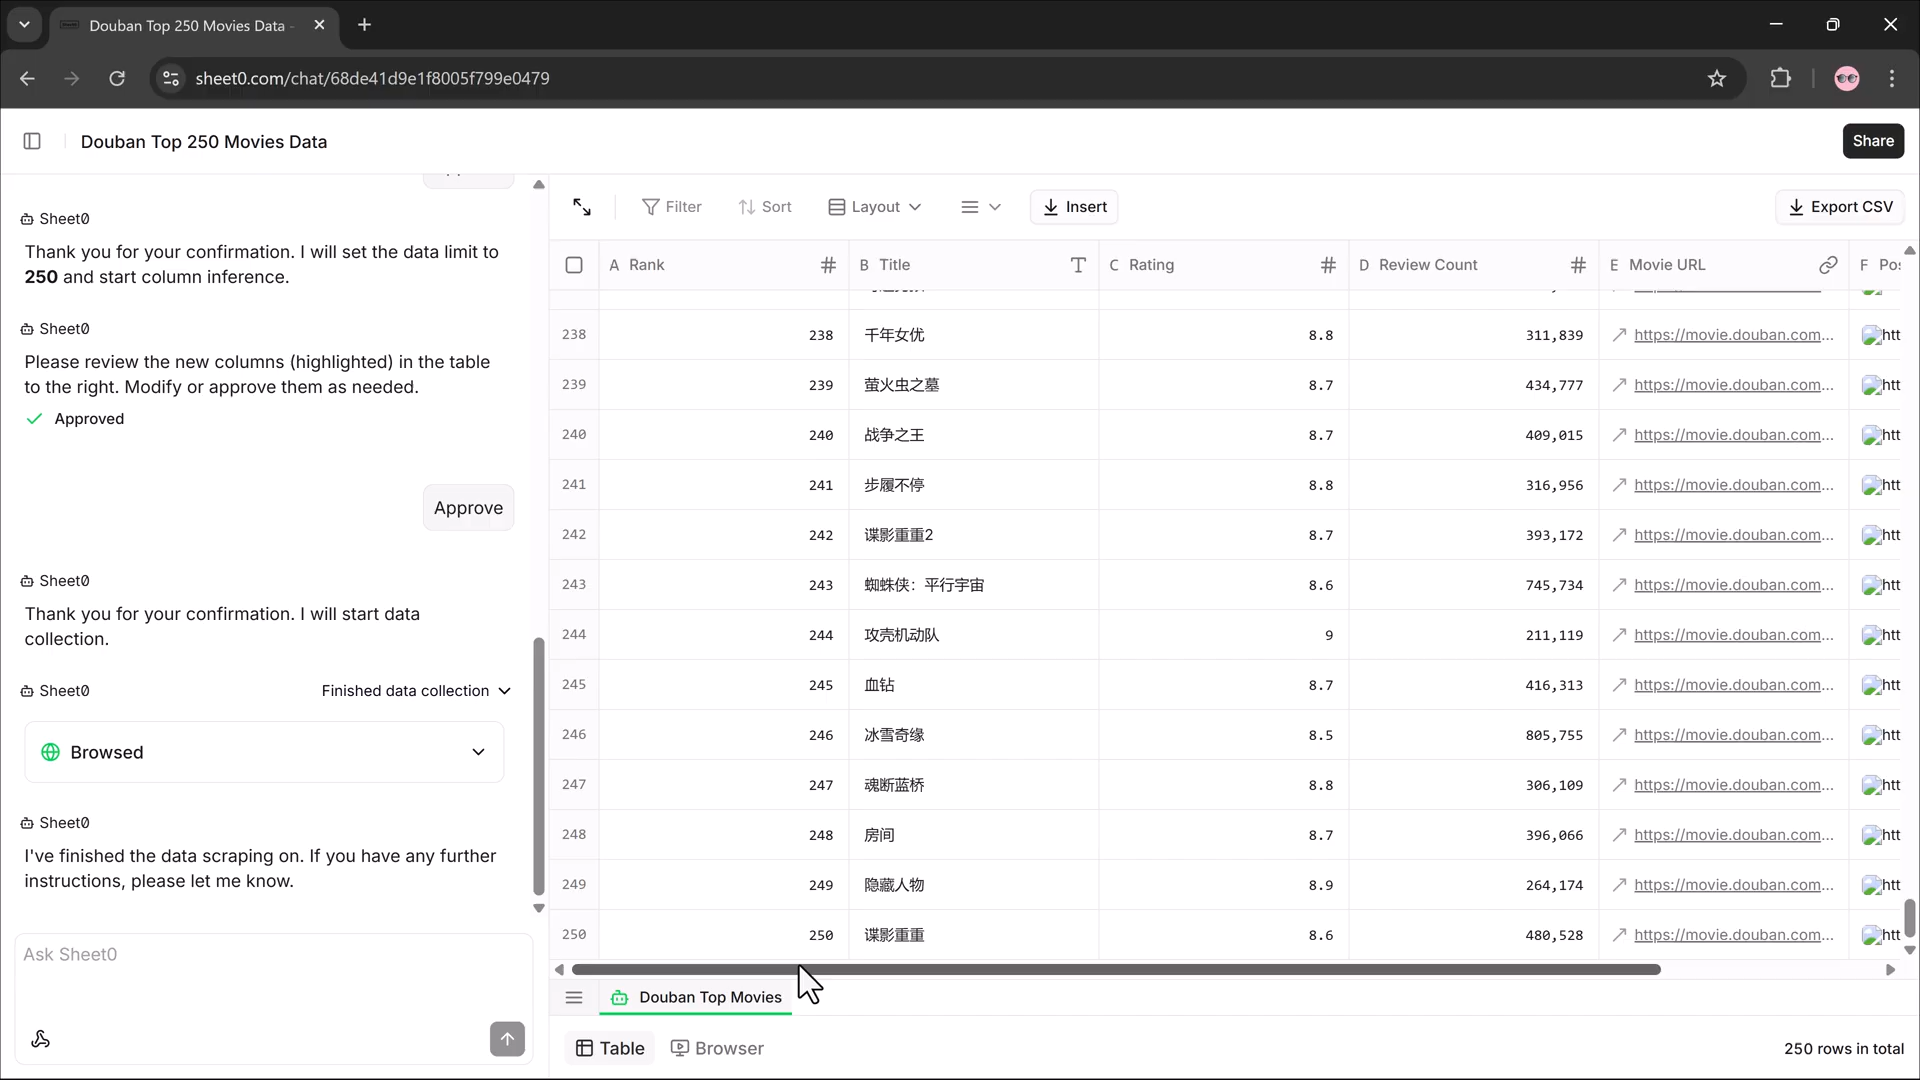 Douban Top 250 Movies Data -
sheet0.com/chat/68de41d9e1f8005f799e0479
Douban Top 250 Movies Data
Share
Sheet0
Thank you for your confirmation. I will set the data limit to
250 and start column inference.
Sheet0
Please review the new columns (highlighted) in the table
to the right. Modify or approve them as needed.
Approved
Approve
Sheet0
Thank you for your confirmation. I will start data
collection.
Sheet0 Finished data collection
Browsed
Sheet0
I've finished the data scraping on. If you have any further
instructions, please let me know.
Ask Sheet0
Filter Sort Layout Insert Export CSV
A Rank # B Title T C Rating # D Review Count # E Movie URL F Pos
238 238 千年女优 8.8 311,839 https://movie.douban.com... htt
239 239 萤火虫之墓 8.7 434,777 https://movie.douban.com... htt
240 240 战争之王 8.7 409,015 https://movie.douban.com... htt
241 241 步履不停 8.8 316,956 https://movie.douban.com... htt
242 242 谍影重重2 8.7 393,172 https://movie.douban.com... htt
243 243 蜘蛛侠：平行宇宙 8.6 745,734 https://movie.douban.com... htt
244 244 攻壳机动队 9 211,119 https://movie.douban.com... htt
245 245 血钻 8.7 416,313 https://movie.douban.com... htt
246 246 冰雪奇缘 8.5 805,755 https://movie.douban.com... htt
247 247 魂断蓝桥 8.8 306,109 https://movie.douban.com... htt
248 248 房间 8.7 396,066 https://movie.douban.com... htt
249 249 隐藏人物 8.9 264,174 https://movie.douban.com... htt
250 250 谍影重重 8.6 480,528 https://movie.douban.com... htt
Douban Top Movies
Table Browser 250 rows in total